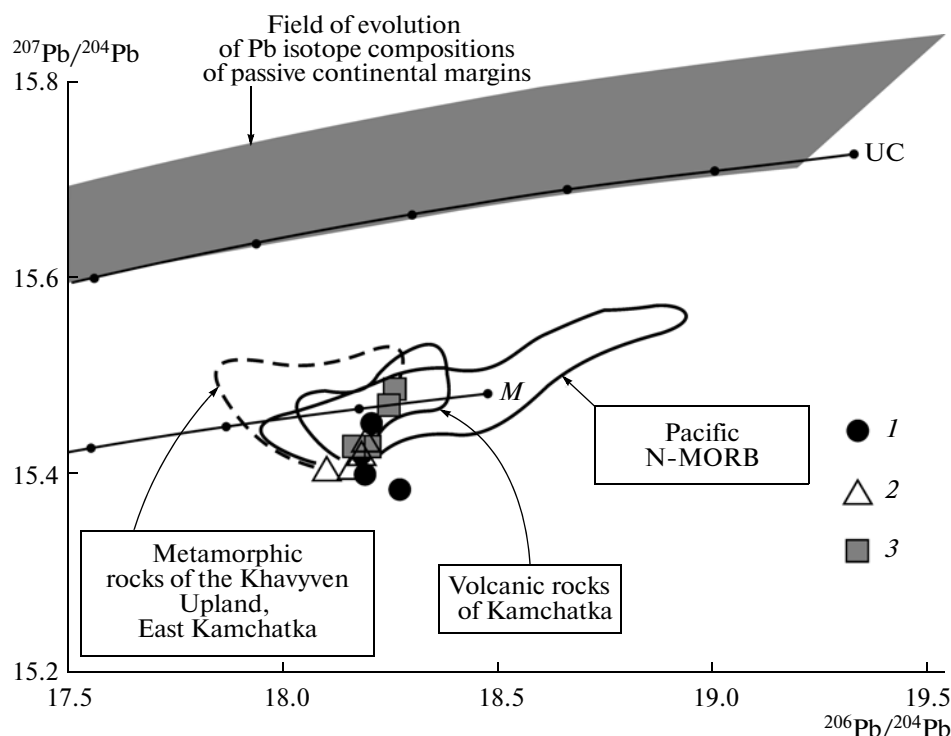 Field of evolution
of Pb isotope compositions
of passive continental margins
²⁰⁷Pb/²⁰⁴Pb
15.8
UC
15.6
M
Pacific
N-MORB
1
2
3
15.4
Metamorphic
rocks of the Khavyven
Upland,
East Kamchatka
Volcanic rocks
of Kamchatka
15.2
17.5
18.0
18.5
19.0
19.5
²⁰⁶Pb/²⁰⁴Pb